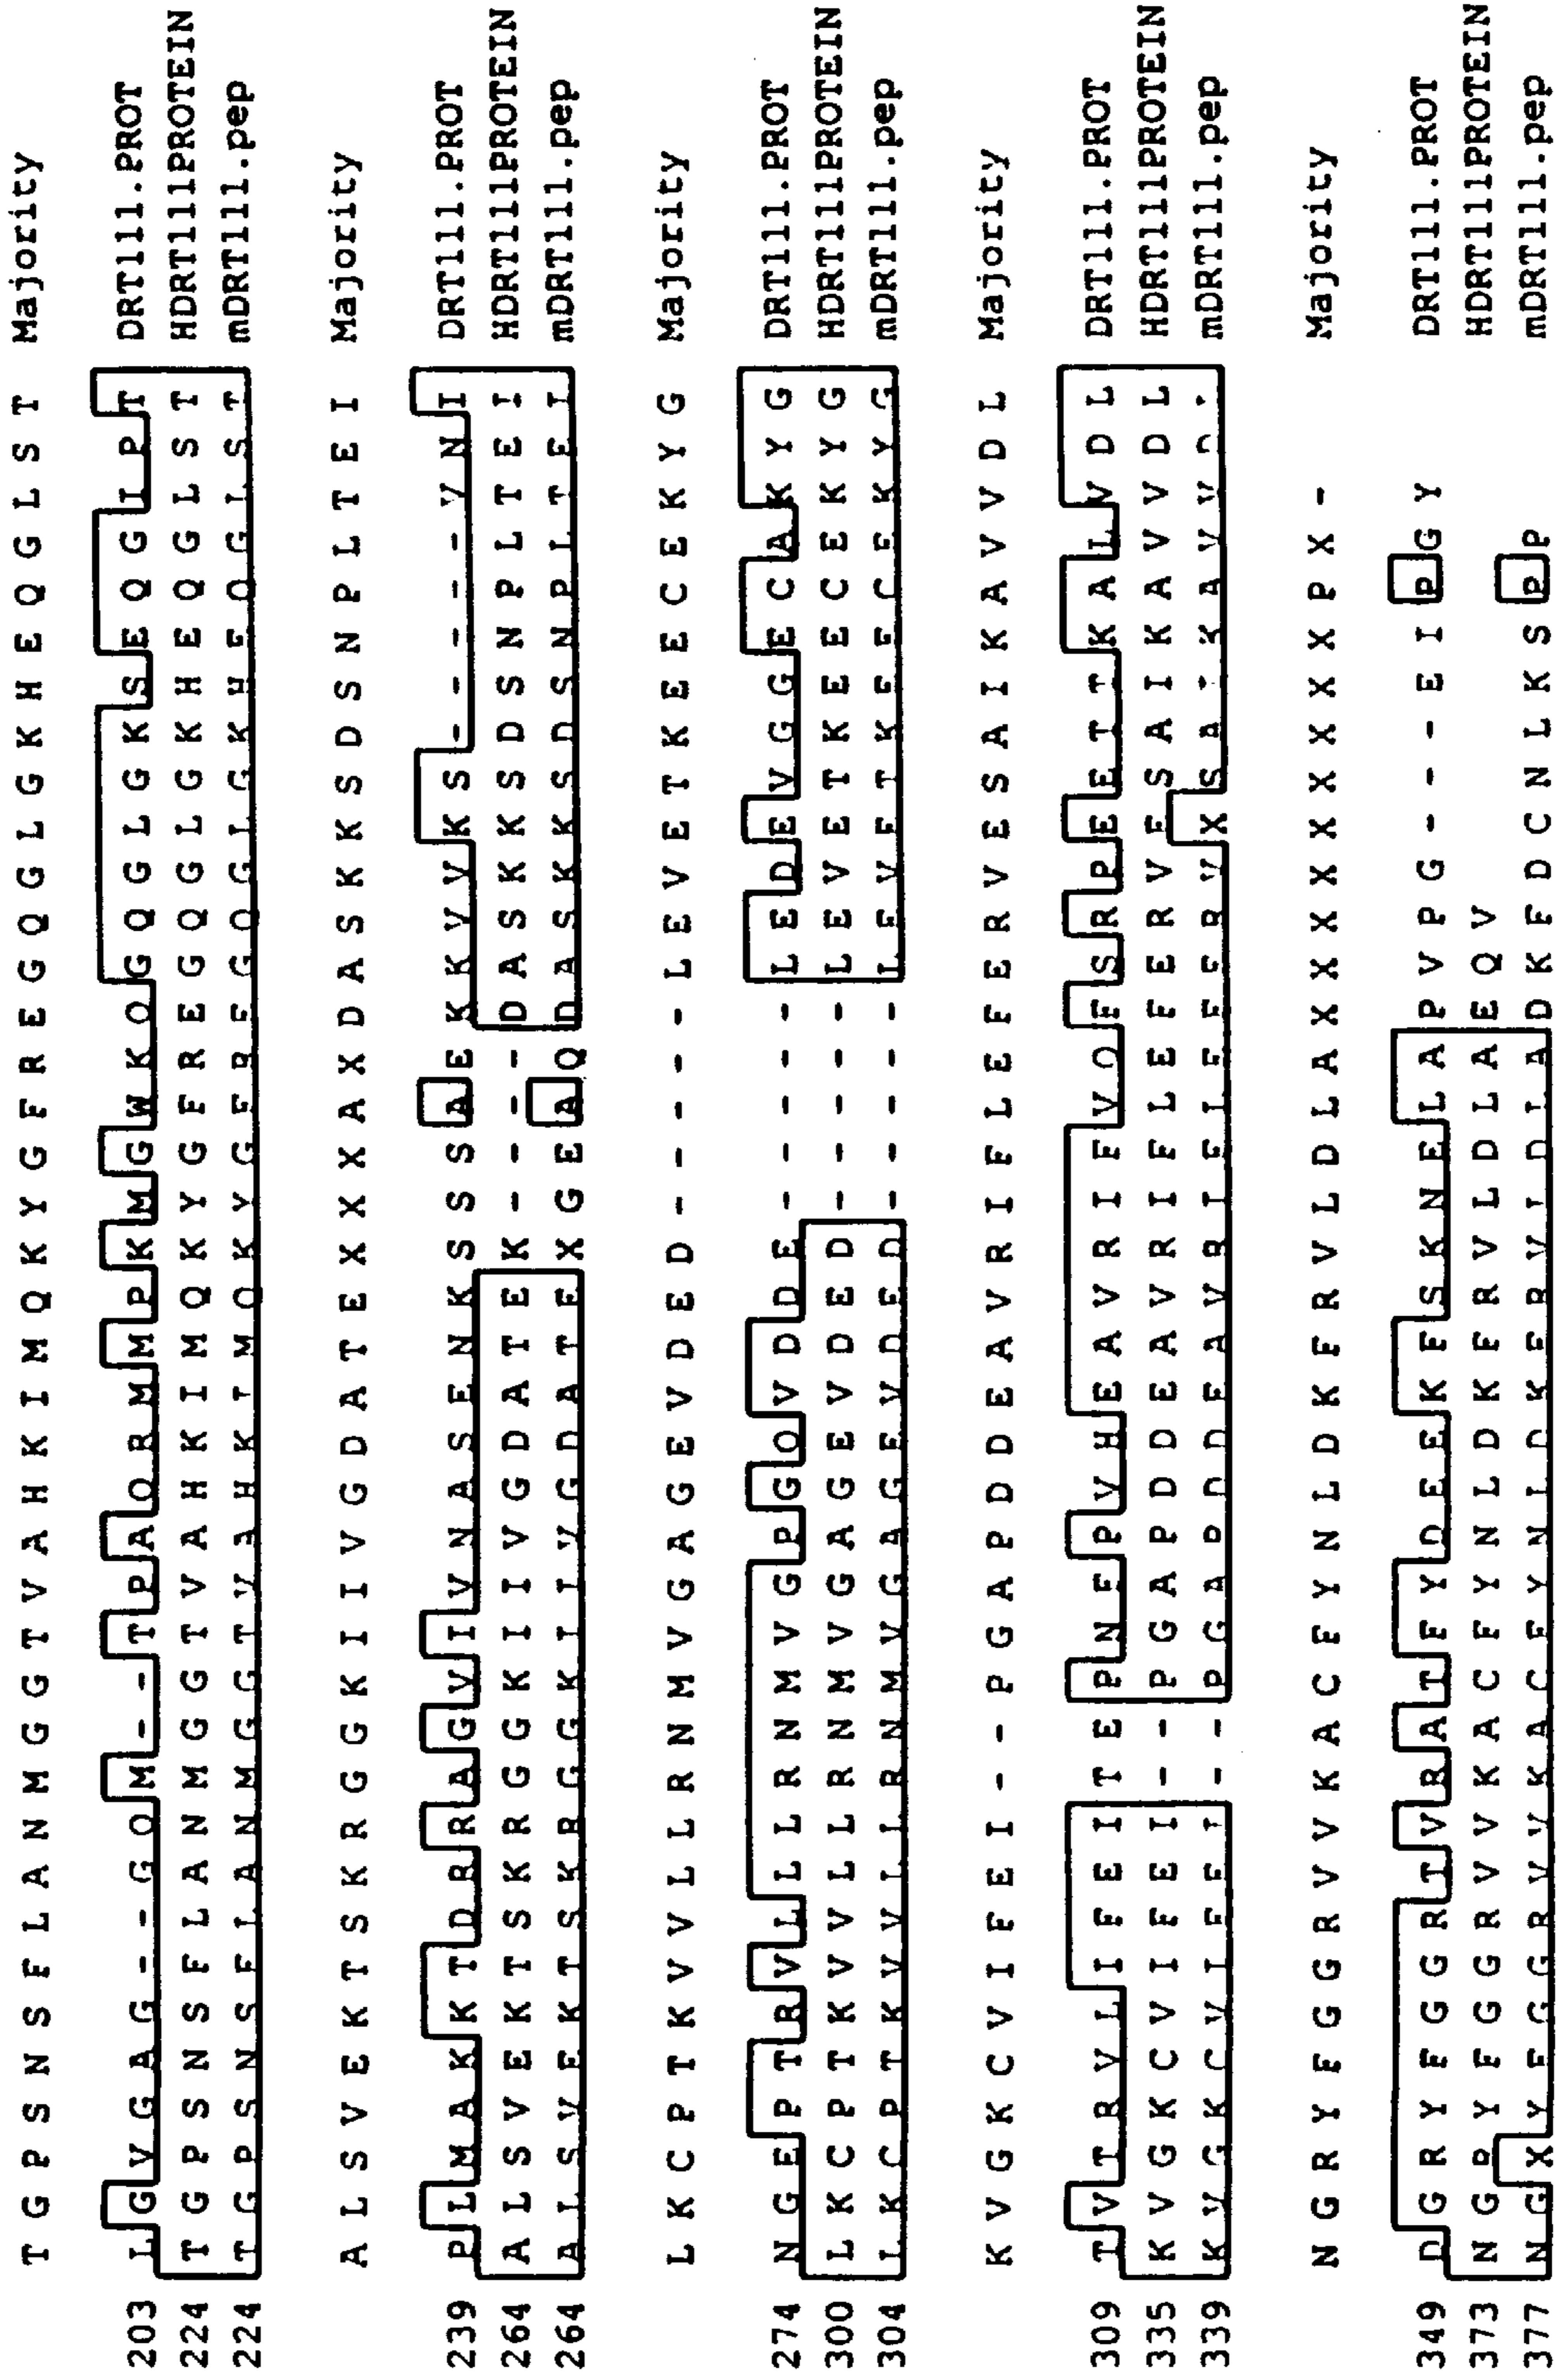 T G P S N S F L A N M G G T V A H K I M Q K Y G F R E G Q G L G K H E Q G L S T Majority
203 L G V G A G - - G Q M - - T P A Q R M M P K M G W K Q G Q G L G K S E Q G I P T DRT111.PROT
224 T G P S N S F L A N M G G T V A H K I M Q K Y G F R E G Q G L G K H E Q G L S T HDRT111PROTEIN
224 T G P S N S F L A N M G G T V A H K I M Q K Y G F R E G Q G L G K H E Q G L S T mDRT111.pep
A L S V E K T S K R G G K I I V G D A T E X X X A X D A S K K S D S N P L T E I Majority
239 P L M A K K T D R R A G V I V N A S E N K S S S A E K K V V K S - - - - - V N I DRT111.PROT
264 A L S V E K T S K R G G K I I V G D A T E K - - - - D A S K K S D S N P L T E I HDRT111PROTEIN
264 A L S V E K T S K R G G K I I V G D A T E X G E A Q D A S K K S D S N P L T E I mDRT111.pep
L K C P T K V V L L R N M V G A G E V D E D - - - - - L E V E T K E E C E K Y G Majority
274 N G E P T R V L L L R N M V G P G Q V D D E - - - - - L E D E V G G E C A K Y G DRT111.PROT
300 L K C P T K V V L L R N M V G A G E V D E D - - - - - L E V E T K E E C E K Y G HDRT111PROTEIN
304 L K C P T K V V L L R N M V G A G E V D E D - - - - - L E V E T K E E C E K Y G mDRT111.pep
K V G K C V I F E I - - P G A P D D E A V R I F L E F E R V E S A I K A V V D L Majority
309 T V T R V L I F E I T E P N F P V H E A V R I F V Q F S R P E E T T K A L V D L DRT111.PROT
335 K V G K C V I F E I - - P G A P D D E A V R I F L E F E R V E S A I K A V V D L HDRT111PROTEIN
339 K V G K C V I F E I - - P G A P D D E A V R I F L E F E R V X S A I K A V V D L mDRT111.pep
N G R Y F G G R V V K A C F Y N L D K F R V L D L A X X X X X X X X X P X - Majority
349 D G R Y F G G R T V R A T F Y D E E K F S K N E L A P V P G - - - E I P G Y DRT111.PROT
373 N G R Y F G G R V V K A C F Y N L D K F R V L D L A E Q V HDRT111PROTEIN
377 N G X Y F G G R V V K A C F Y N L D K F R V L D L A D K F D C N L K S P P mDRT111.pep